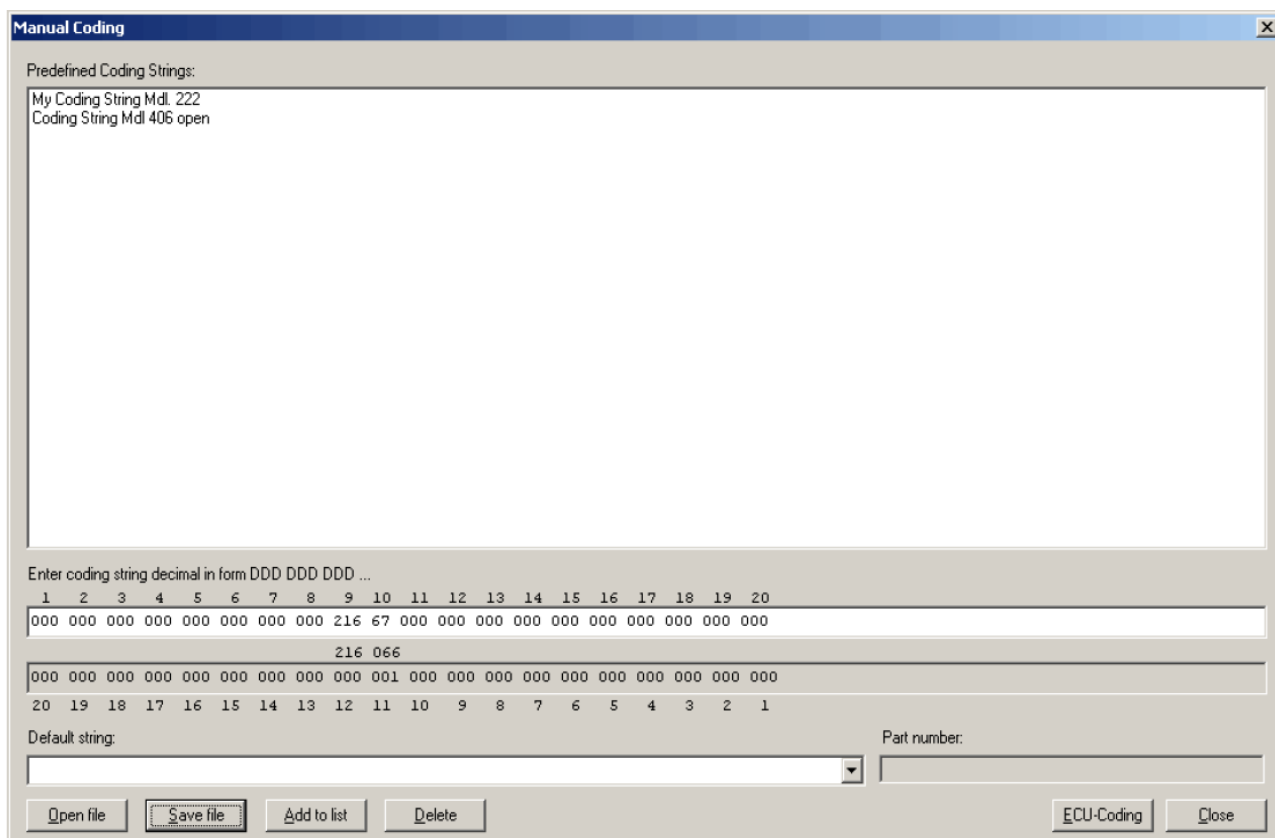 Manual Coding
Predefined Coding Strings:
My Coding String Mdl. 222
Coding String Mdl 406 open
Enter coding string decimal in form DDD DDD DDD ...
1 2 3 4 5 6 7 8 9 10 11 12 13 14 15 16 17 18 19 20
000 000 000 000 000 000 000 000 216 67 000 000 000 000 000 000 000 000 000 000
216 066
000 000 000 000 000 000 000 000 000 001 000 000 000 000 000 000 000 000 000 000
20 19 18 17 16 15 14 13 12 11 10 9 8 7 6 5 4 3 2 1
Default string: Part number:
Open file Save file Add to list Delete ECU-Coding Close